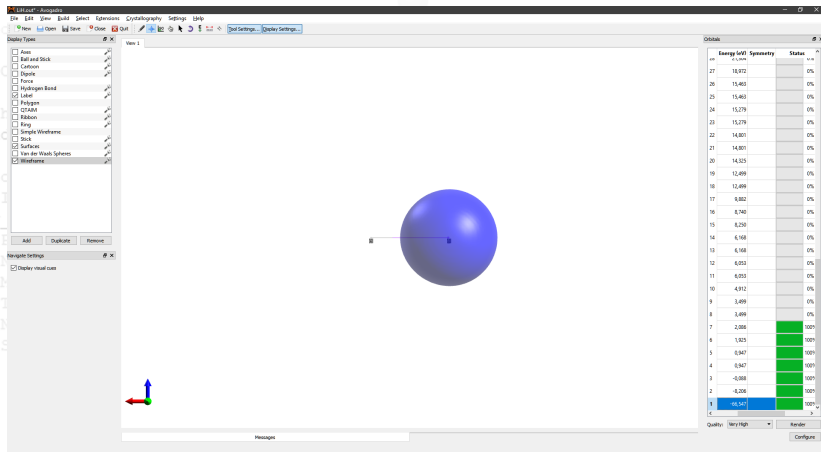 LiH.out* - Avogadro
File Edit View Build Select Extensions Crystallography Settings Help
New Open Save Close Quit Tool Settings... Display Settings...
Display Types
Axes
Ball and Stick
Cartoon
Dipole
Force
Hydrogen Bond
Label
Polygon
QTAIM
Ribbon
Ring
Simple Wireframe
Stick
Surfaces
Van der Waals Spheres
Wireframe
Add Duplicate Remove
Navigate Settings
Display visual cues
View 1
Messages
Orbitals
Energy (eV) Symmetry Status
27 18,972 0%
26 15,463 0%
25 15,463 0%
24 15,279 0%
23 15,279 0%
22 14,801 0%
21 14,801 0%
20 14,325 0%
19 12,499 0%
18 12,499 0%
17 9,882 0%
16 8,740 0%
15 8,250 0%
14 6,168 0%
13 6,168 0%
12 6,053 0%
11 6,053 0%
10 4,912 0%
9 3,499 0%
8 3,499 0%
7 2,086 100%
6 1,925 100%
5 0,947 100%
4 0,947 100%
3 -0,088 100%
2 -8,206 100%
1 -66,547 100%
Quality: Very High Render
Configure